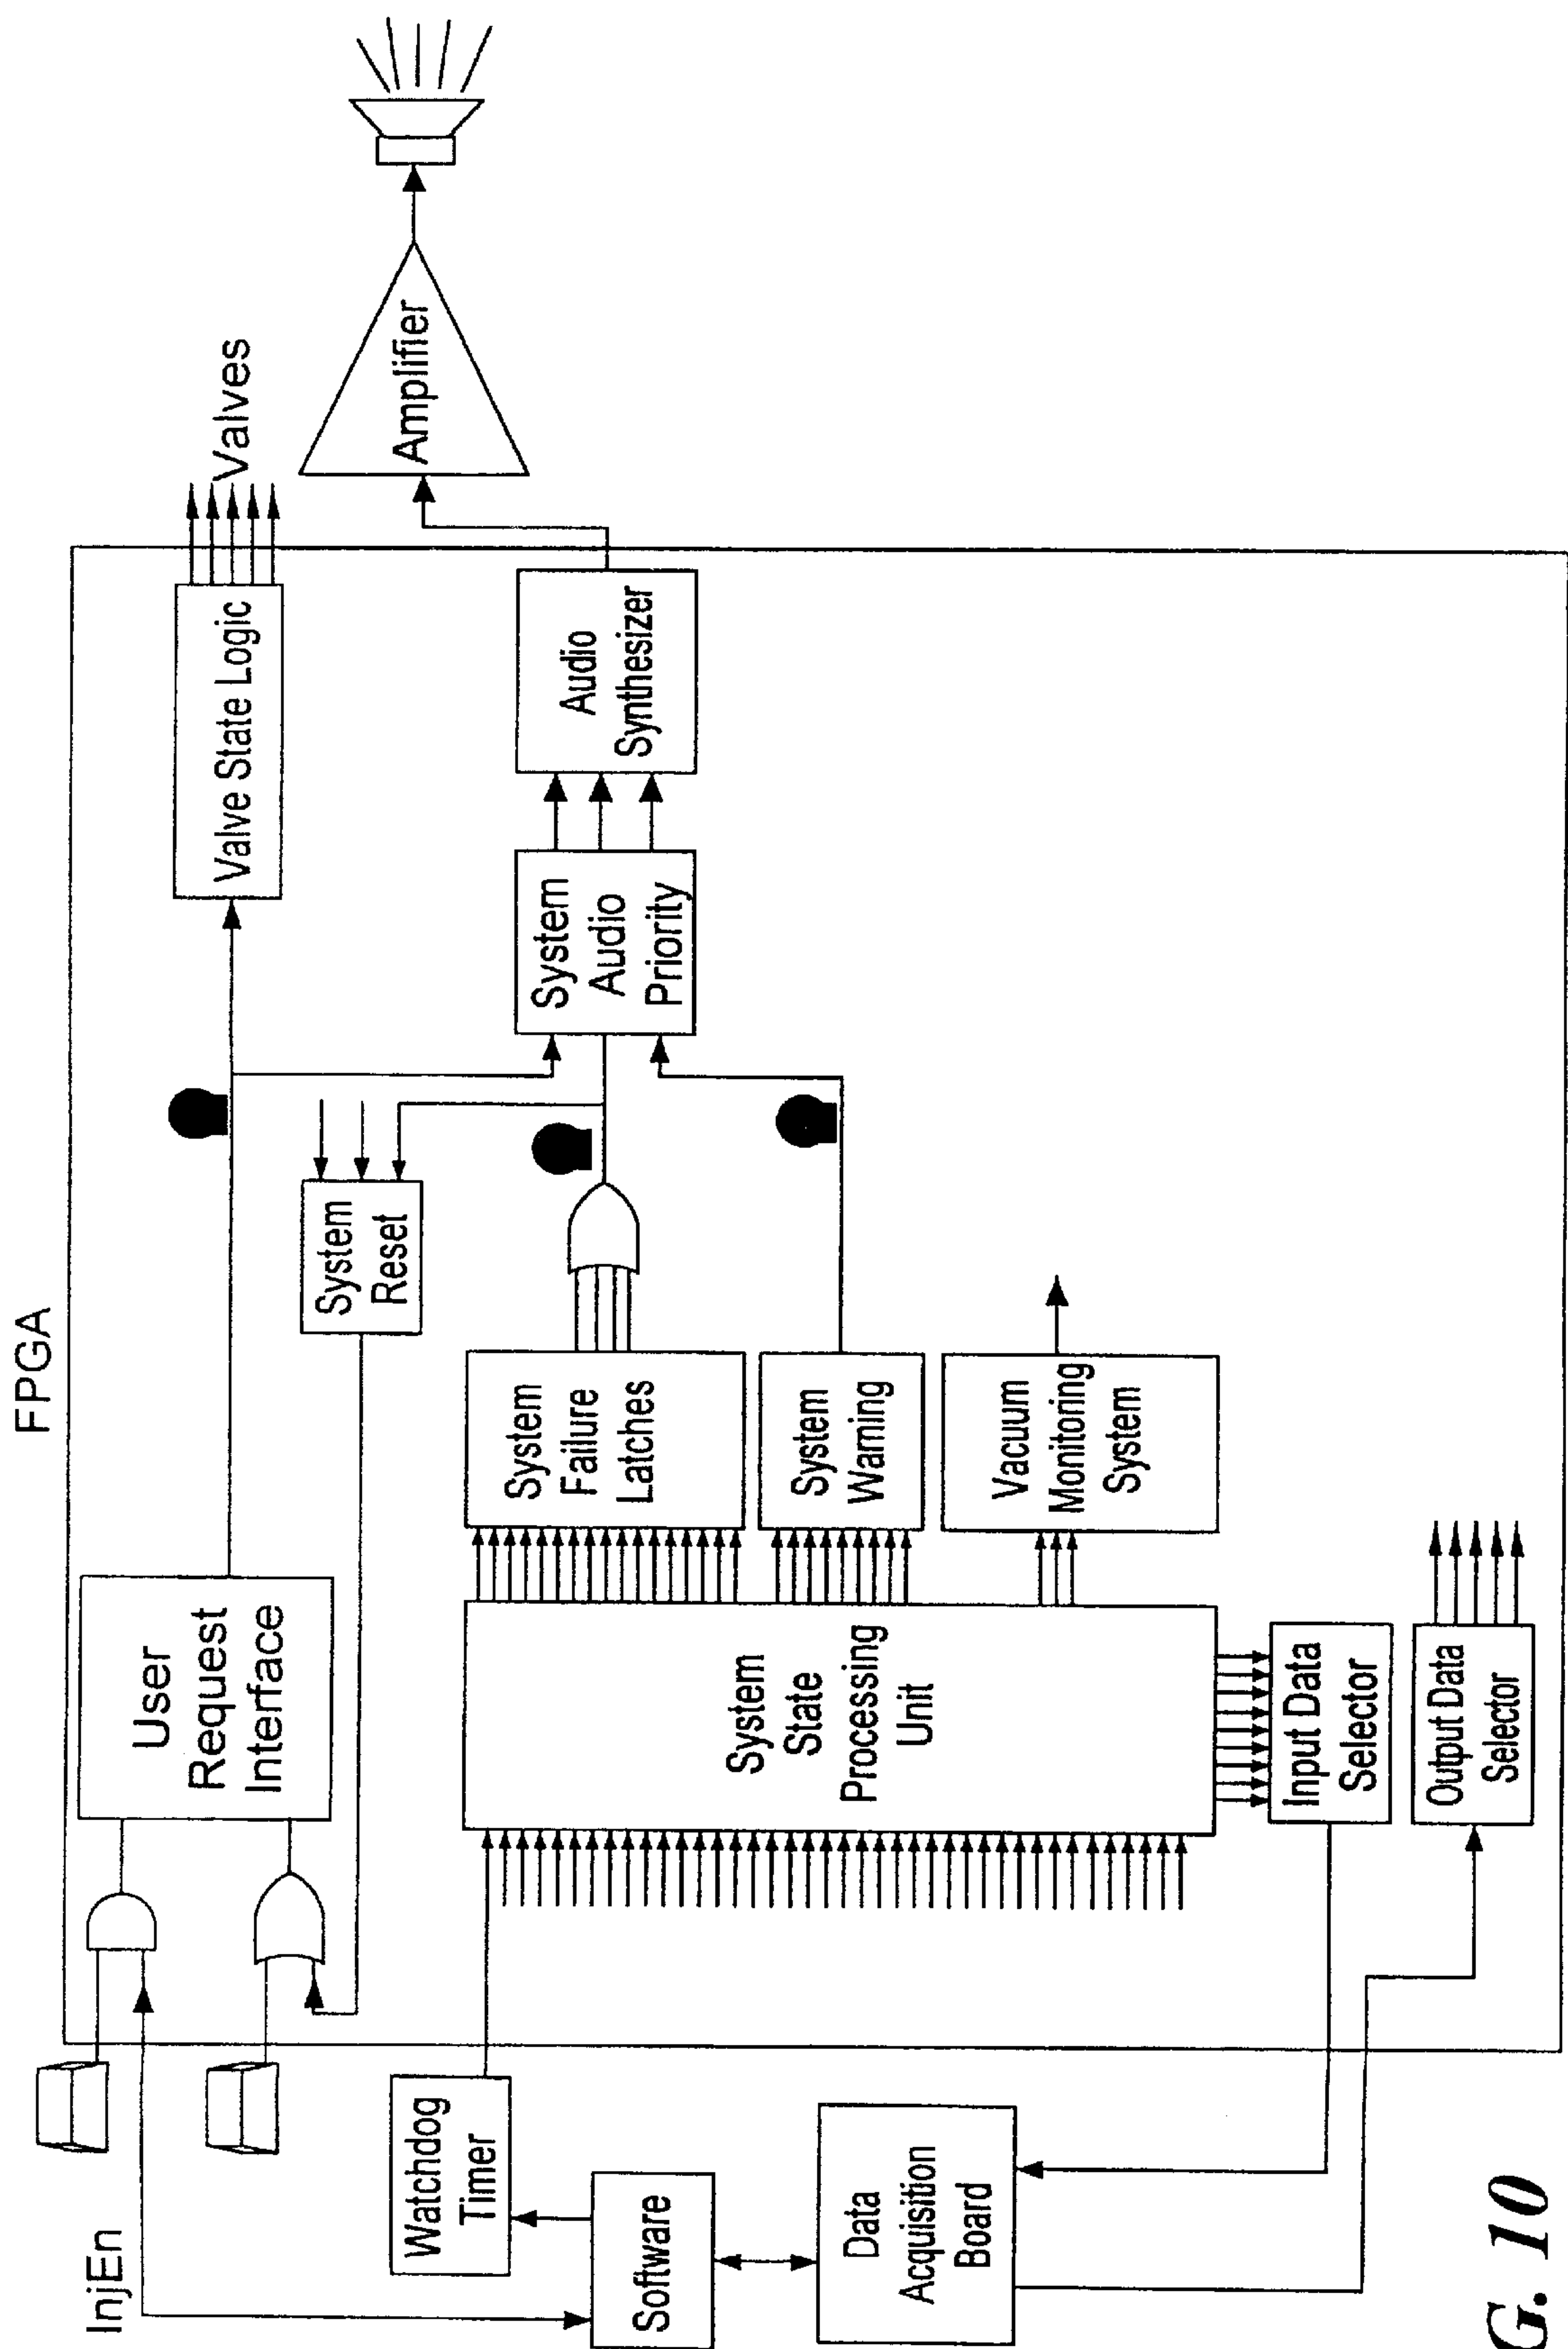 FPGA
InjEn
User
Request
Interface
Valve State Logic
Valves
System
Reset
Amplifier
Watchdog
Timer
Software
Data
Acquisition
Board
System
State
Processing
Unit
System
Failure
Latches
System
Warning
Vacuum
Monitoring
System
System
Audio
Priority
Audio
Synthesizer
Input Data
Selector
Output Data
Selector
G. 10